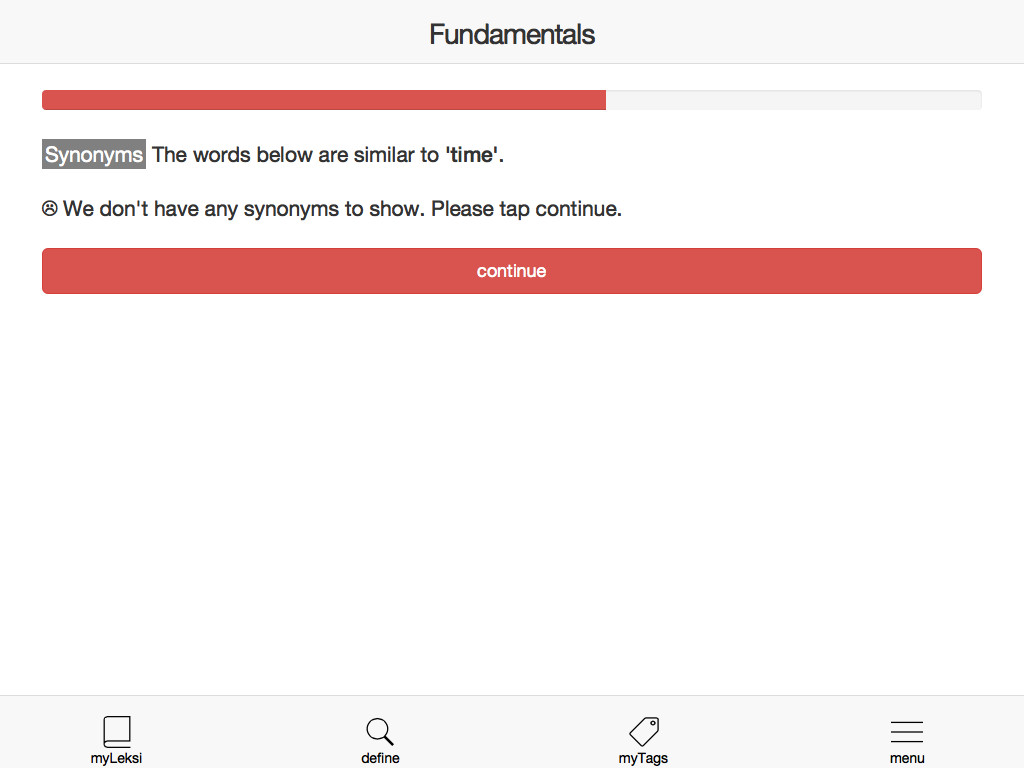 Fundamentals
Synonyms The words below are similar to 'time'.
☹ We don't have any synonyms to show. Please tap continue.
continue
myLeksi define myTags menu